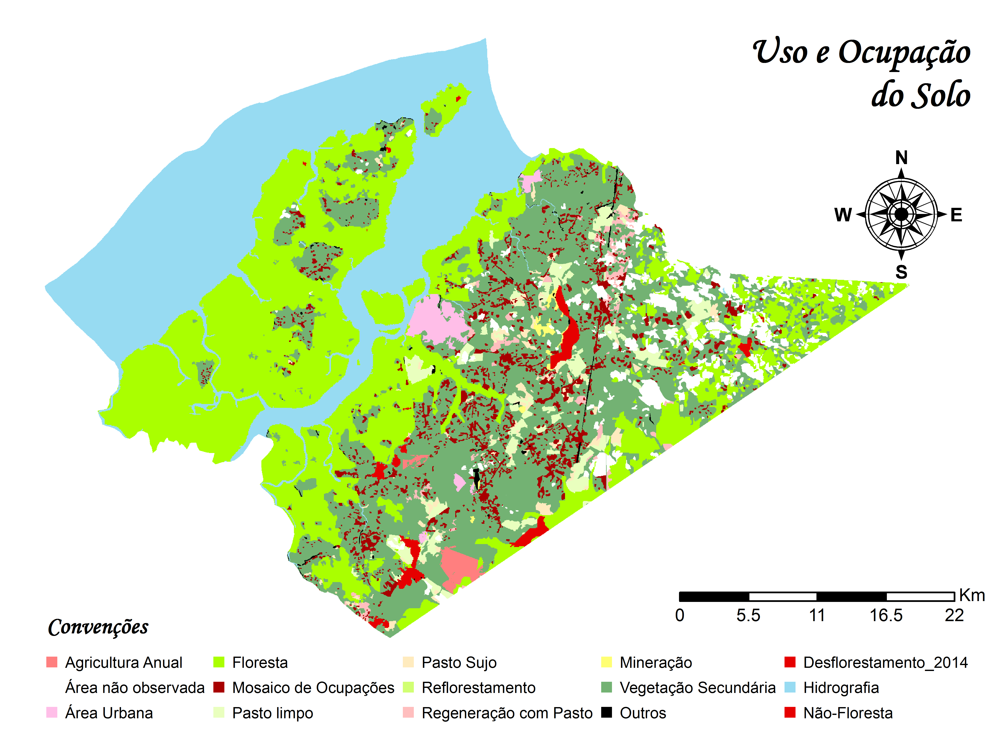 Uso e Ocupação
do Solo
N
W
E
S
Km
0 5.5 11 16.5 22
Convenções
Agricultura Anual
Floresta
Pasto Sujo
Mineração
Desflorestamento_2014
Área não observada
Mosaico de Ocupações
Reflorestamento
Vegetação Secundária
Hidrografia
Área Urbana
Pasto limpo
Regeneração com Pasto
Outros
Não-Floresta